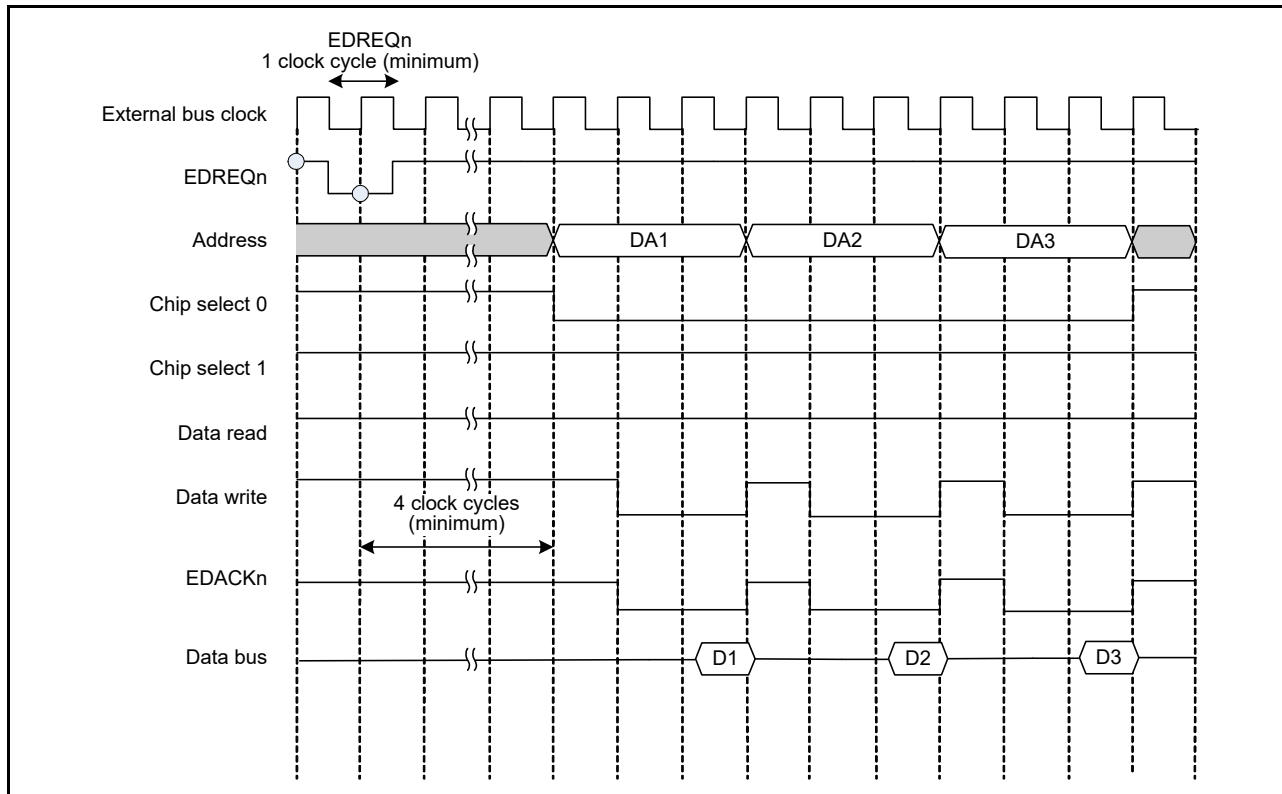 EDREQn
1 clock cycle (minimum)
External bus clock
EDREQn
Address
DA1
DA2
DA3
Chip select 0
Chip select 1
Data read
Data write
4 clock cycles
(minimum)
EDACKn
Data bus
D1
D2
D3